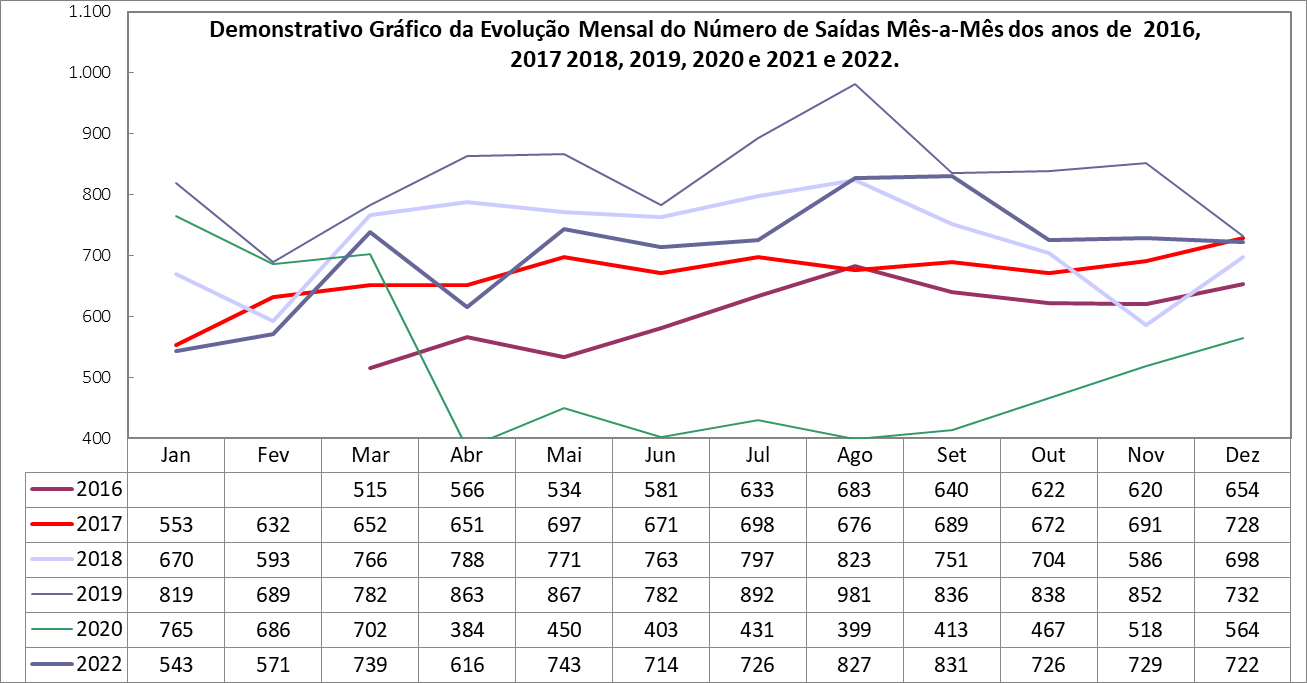 Demonstrativo Gráfico da Evolução Mensal do Número de Saídas Mês-a-Mês dos anos de 2016,
2017 2018, 2019, 2020 e 2021 e 2022.
1.100
1.000
900
800
700
600
500
400
Jan Fev Mar Abr Mai Jun Jul Ago Set Out Nov Dez
2016 515 566 534 581 633 683 640 622 620 654
2017 553 632 652 651 697 671 698 676 689 672 691 728
2018 670 593 766 788 771 763 797 823 751 704 586 698
2019 819 689 782 863 867 782 892 981 836 838 852 732
2020 765 686 702 384 450 403 431 399 413 467 518 564
2022 543 571 739 616 743 714 726 827 831 726 729 722